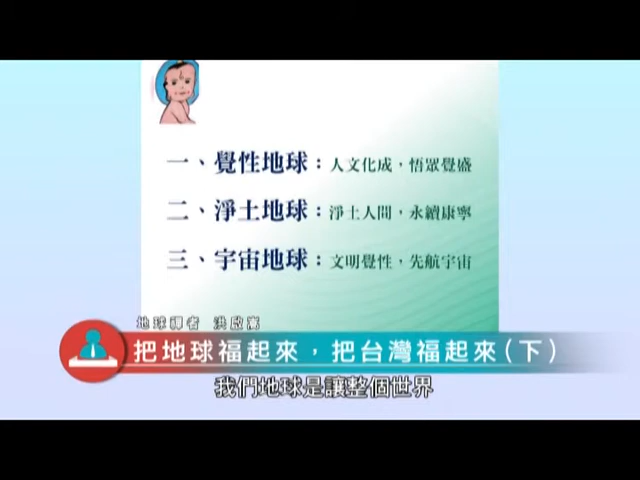 一、覺性地球：人文化成，悟眾覺盛
二、淨土地球：淨土人間，永續康寧
三、宇宙地球：文明覺性，先航宇宙
地球禪者 洪啟嵩
把地球福起來，把台灣福起來（下）
我們地球是讓整個世界